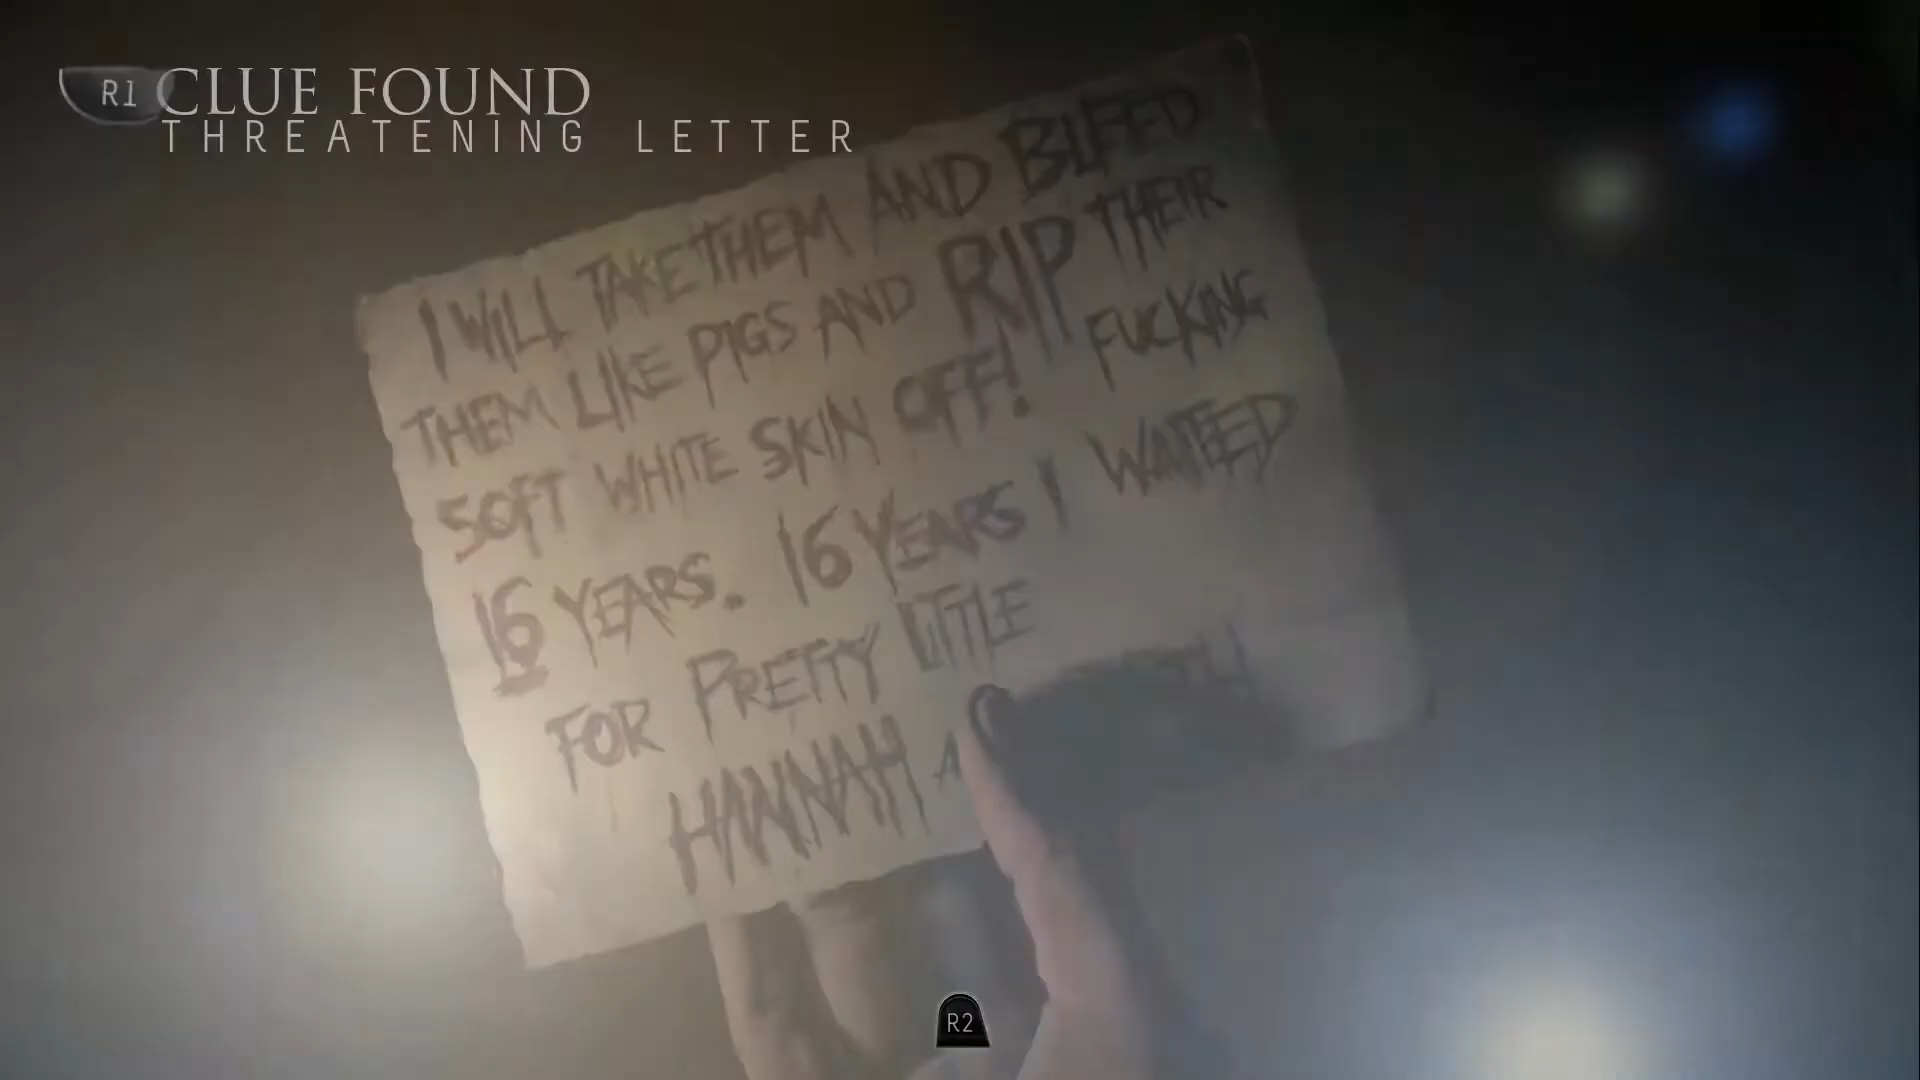 R1 CLUE FOUND
THREATENING LETTER
I WILL TAKE THEM AND BLEED
THEM LIKE PIGS AND RIP THEIR
SOFT WHITE SKIN OFF! FUCKING
16 YEARS. 16 YEARS I WAITED
FOR PRETTY LITTLE
HANNAH
R2